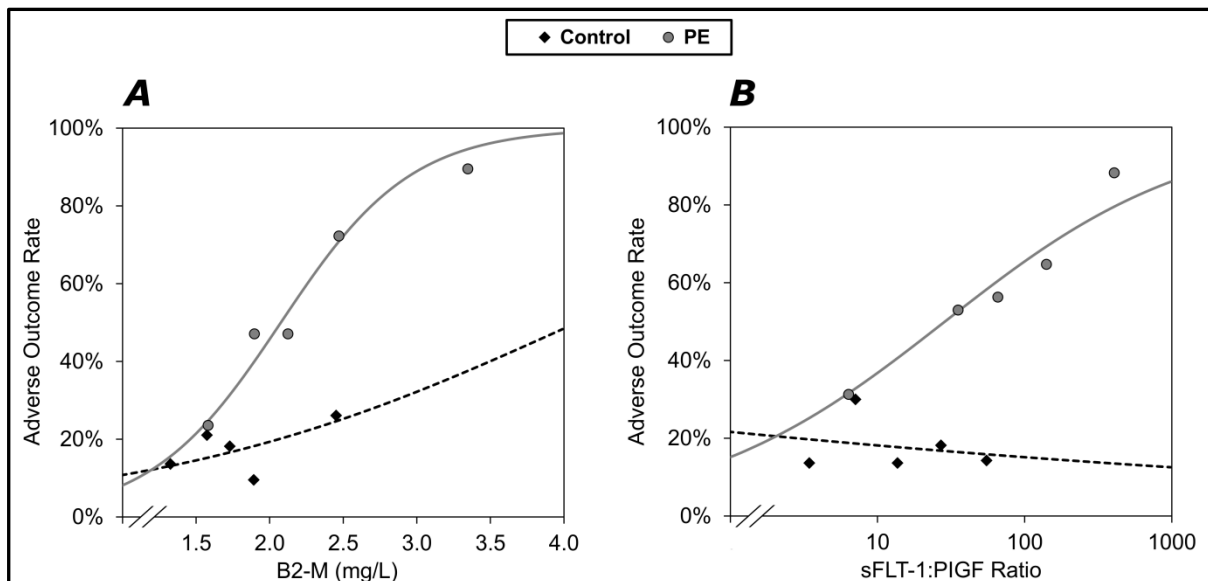 Control PE
A
B
Adverse Outcome Rate
100%
80%
60%
40%
20%
0%
1.5 2.0 2.5 3.0 3.5 4.0
B2-M (mg/L)
Adverse Outcome Rate
100%
80%
60%
40%
20%
0%
10 100 1000
sFLT-1:PIGF Ratio